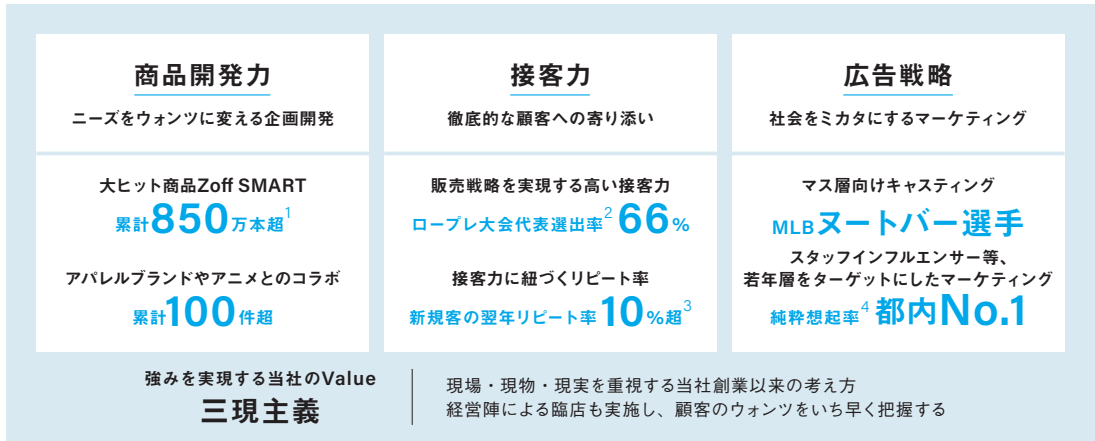 商品開発力
ニーズをウォンツに変える企画開発
大ヒット商品Zoff SMART
累計850万本超1
アパレルブランドやアニメとのコラボ
累計100件超
接客力
徹底的な顧客への寄り添い
販売戦略を実現する高い接客力
ロープレ大会代表選出率2 66%
接客力に紐づくリピート率
新規客の翌年リピート率10%超3
広告戦略
社会をミカタにするマーケティング
マス層向けキャスティング
MLBヌートバー選手
スタッフインフルエンサー等、
若年層をターゲットにしたマーケティング
純粋想起率4 都内No.1
強みを実現する当社のValue
三現主義
現場・現物・現実を重視する当社創業以来の考え方
経営陣による臨店も実施し、顧客のウォンツをいち早く把握する